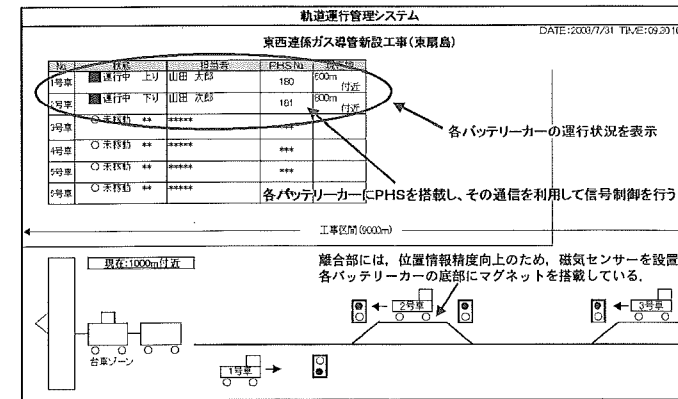 軌道運行管理システム
DATE:2003/7/31 TIME:09:30:16
東西連係ガス導管新設工事(東扇島)
No. 状態 担当者 PHS No. 現在地
1号車 運行中 上り 山田 太郎 180 600m付近
2号車 運行中 下り 山田 次郎 181 800m付近
3号車 ○未稼動 ** ***** ***
4号車 ○未稼動 ** ***** ***
5号車 ○未稼動 ** ***** ***
6号車 ○未稼動 ** *****
各バッテリーカーの運行状況を表示
各バッテリーカーにPHSを搭載し、その通信を利用して信号制御を行う
工事区間(9000m)
現在:1000m付近
離合部には,位置情報精度向上のため,磁気センサーを設置
各バッテリーカーの底部にマグネットを搭載している.
2号車
3号車
台車ゾーン
1号車